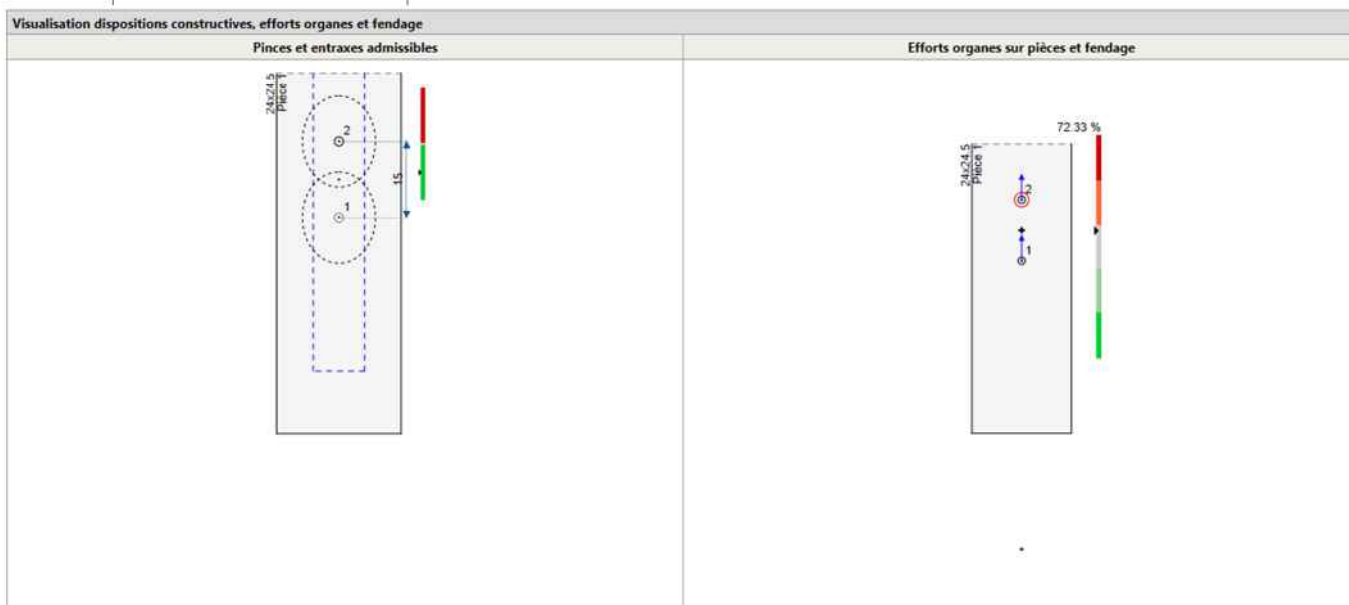 Visualisation dispositions constructives, efforts organes et fendage
Pinces et entraxes admissibles
Efforts organes sur pièces et fendage
24x24.5
Pièce 1
2
1
15
72.33 %
24x24.5
Pièce 1
2
1